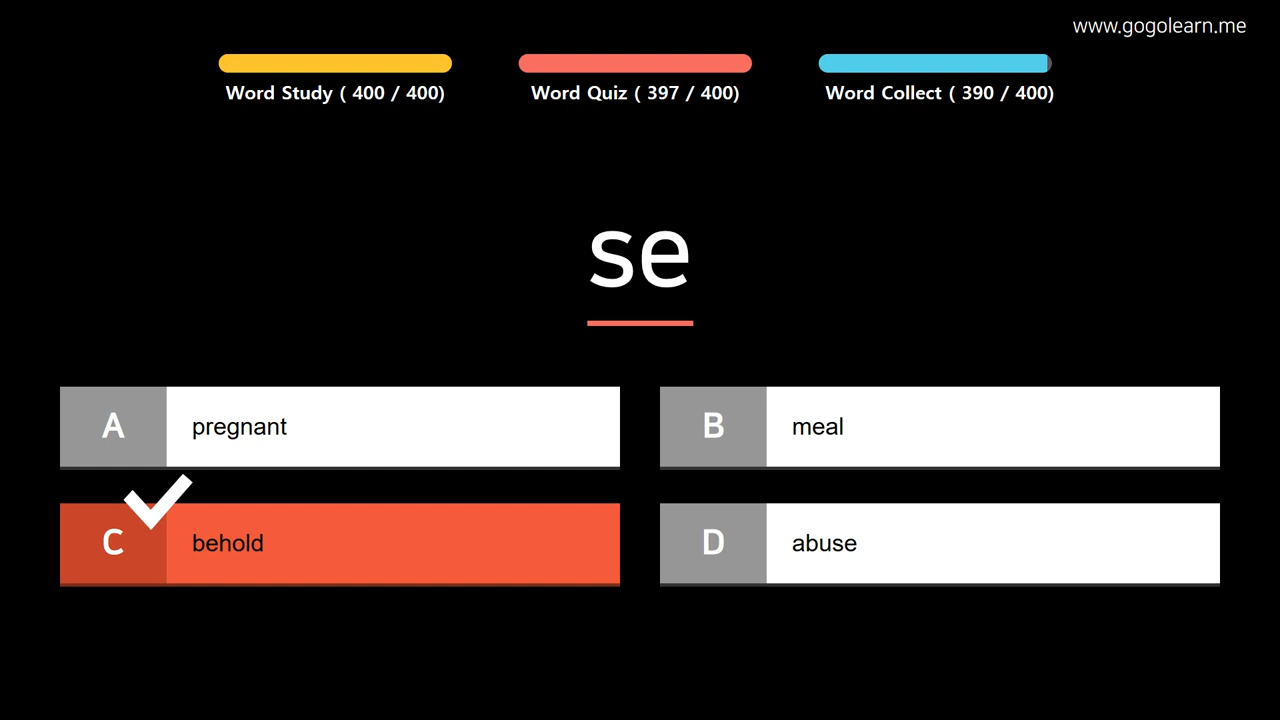 www.gogolearn.me
Word Study ( 400 / 400)
Word Quiz ( 397 / 400)
Word Collect ( 390 / 400)
se
A pregnant
B meal
C behold
D abuse